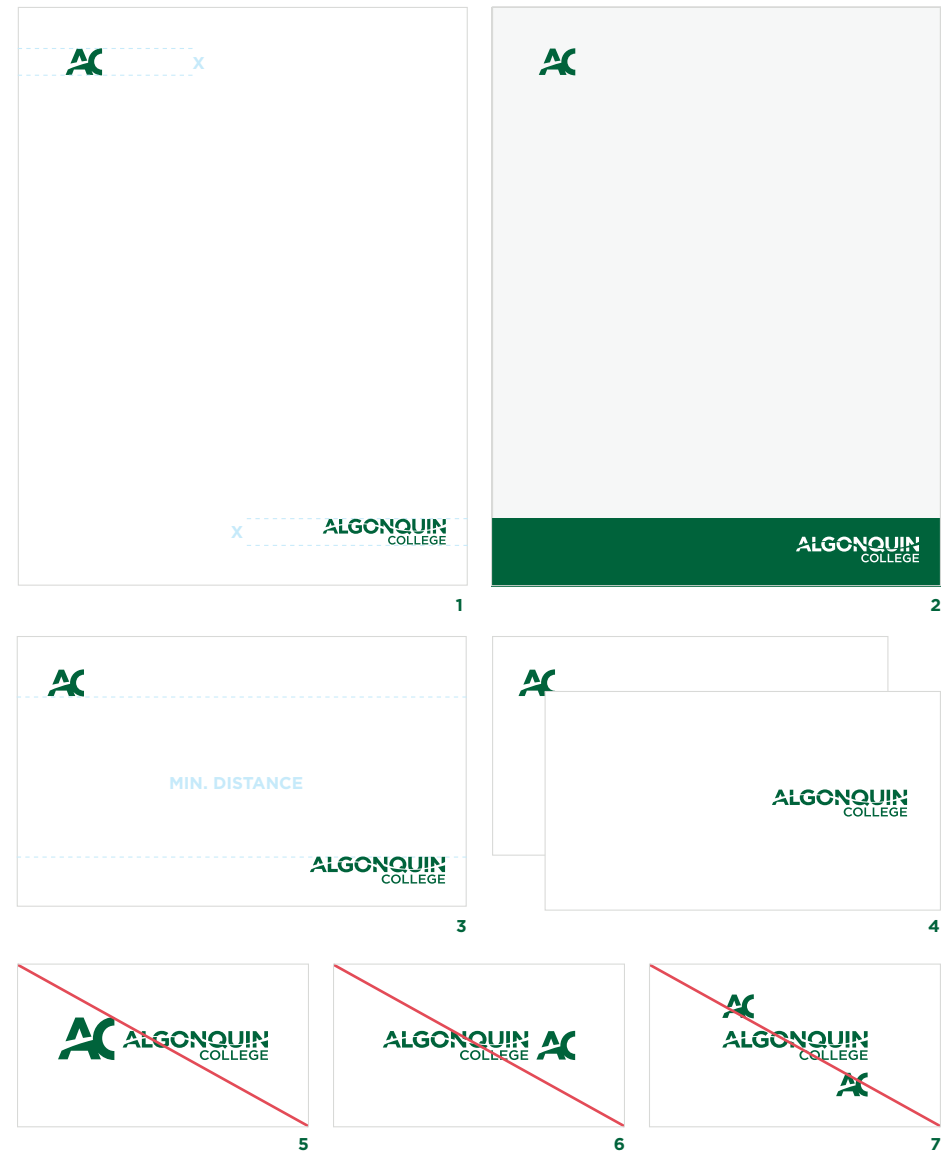 AC
X
X
ALGONQUIN
COLLEGE
1
AC
ALGONQUIN
COLLEGE
2
AC
MIN. DISTANCE
ALGONQUIN
COLLEGE
3
AC
ALGONQUIN
COLLEGE
4
AC ALGONQUIN
COLLEGE
5
ALGONQUIN AC
COLLEGE
6
AC
ALGONQUIN
COLLEGE
AC
7